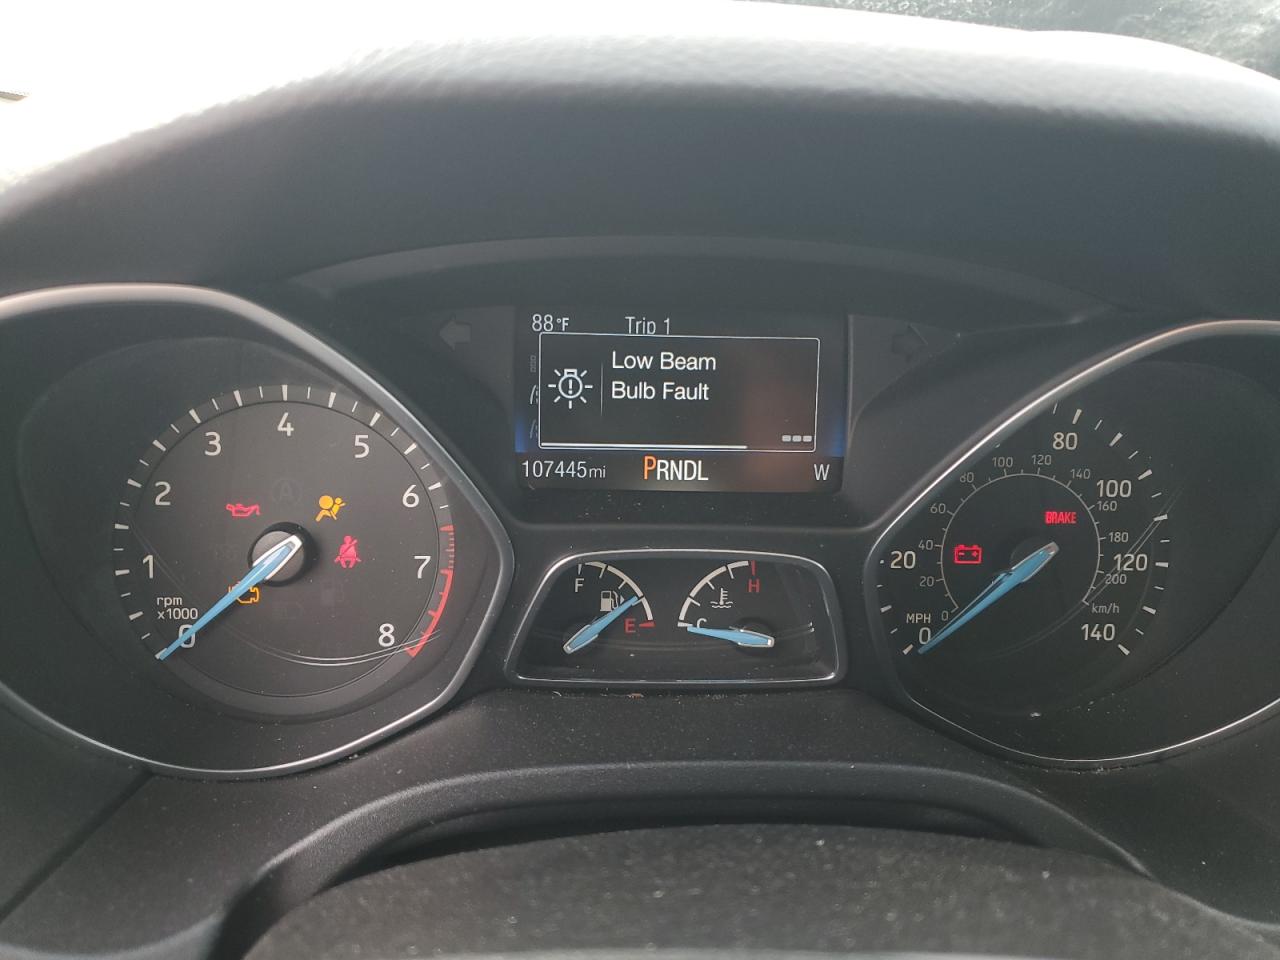 88°F Trip 1
Low Beam
Bulb Fault
107445mi PRNDL W
0 1 2 3 4 5 6 7 8
rpm
x1000
A
F
E
C
H
0 20 80 100 120 140
MPH
0 20 40 60 80 100 120 140 160 180 200
km/h
BRAKE